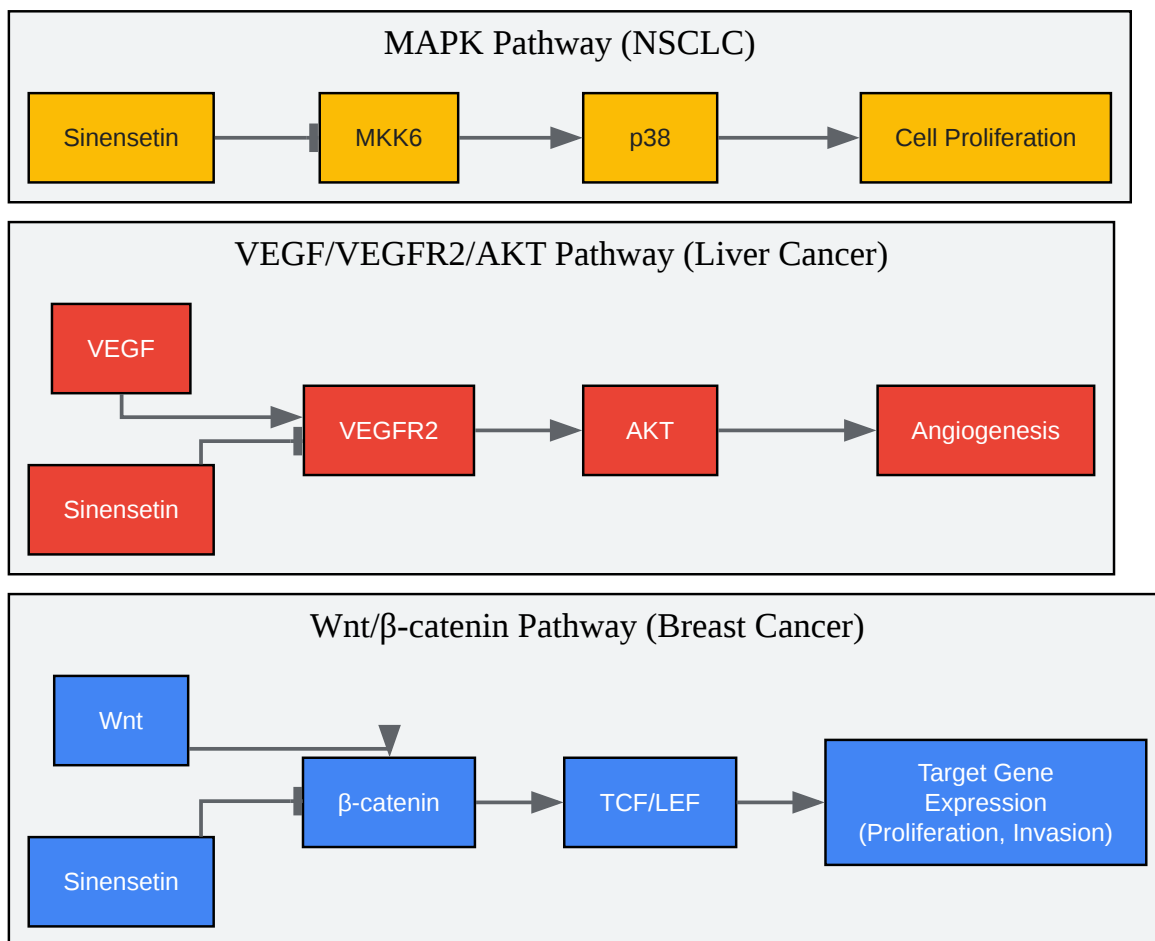 MAPK Pathway (NSCLC)
Sinensetin
MKK6
p38
Cell Proliferation
VEGF/VEGFR2/AKT Pathway (Liver Cancer)
VEGF
VEGFR2
AKT
Angiogenesis
Sinensetin
Wnt/β-catenin Pathway (Breast Cancer)
Wnt
β-catenin
TCF/LEF
Target Gene
Expression
(Proliferation, Invasion)
Sinensetin